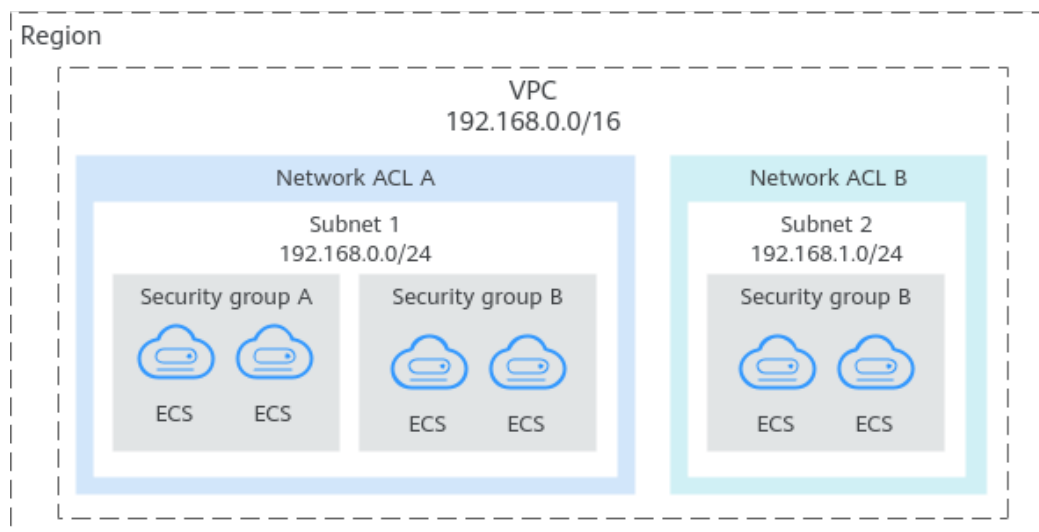 Region
VPC
192.168.0.0/16
Network ACL A
Subnet 1
192.168.0.0/24
Security group A
ECS
ECS
Security group B
ECS
ECS
Network ACL B
Subnet 2
192.168.1.0/24
Security group B
ECS
ECS